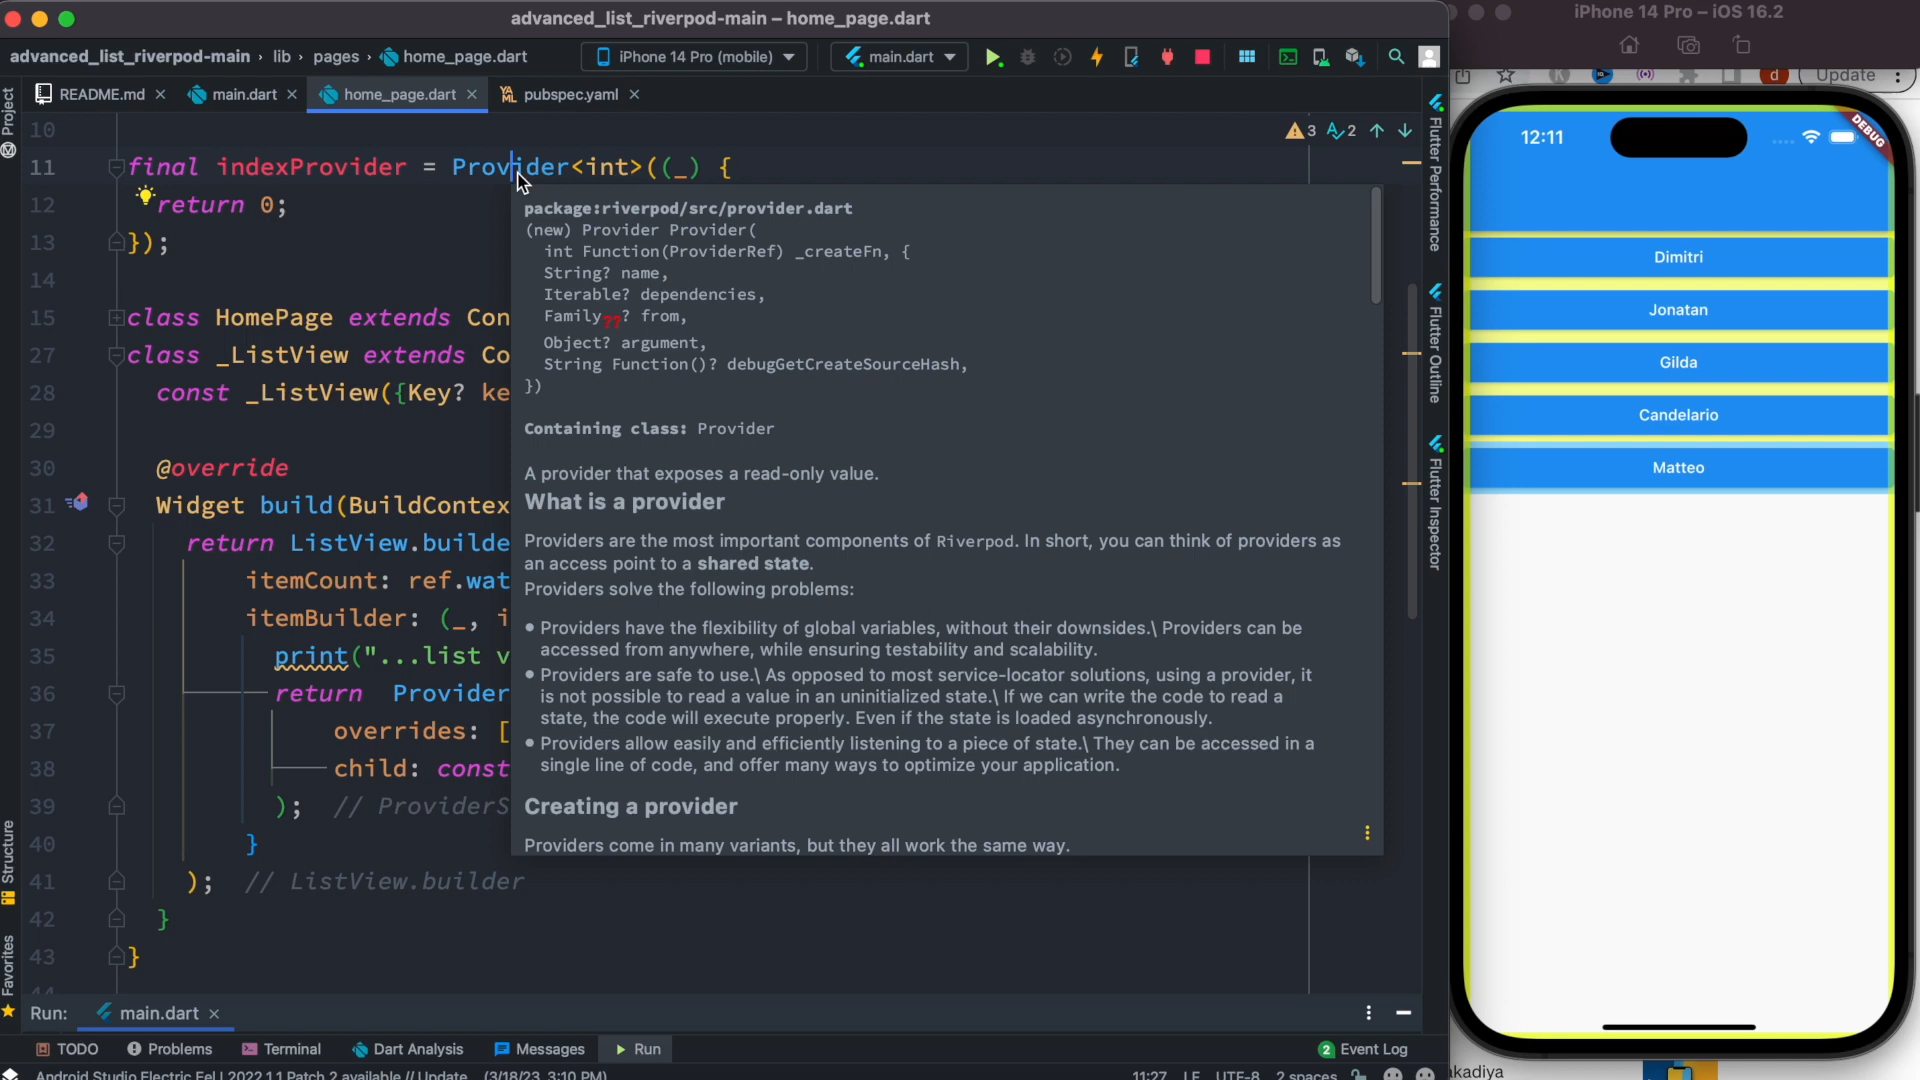 advanced_list_riverpod-main – home_page.dart
iPhone 14 Pro – iOS 16.2
advanced_list_riverpod-main › lib › pages › home_page.dart
iPhone 14 Pro (mobile)
main.dart
README.md
main.dart
home_page.dart
pubspec.yaml
Update
d
Project
Structure
Favorites
Flutter Performance
Flutter Outline
Flutter Inspector
3
2
10
11 final indexProvider = Provider<int>((_) {
12 return 0;
13 });
14
15 class HomePage extends Con
27 class _ListView extends Co
28 const _ListView({Key? ke
29
30 @override
31 Widget build(BuildContex
32 return ListView.builde
33 itemCount: ref.wat
34 itemBuilder: (_, i
35 print("...list v
36 return Provider
37 overrides: [
38 child: const
39 ); // ProviderS
40 }
41 ); // ListView.builder
42 }
43 }
44
package:riverpod/src/provider.dart
(new) Provider Provider(
int Function(ProviderRef) _createFn, {
String? name,
Iterable? dependencies,
Family??? from,
Object? argument,
String Function()? debugGetCreateSourceHash,
})
Containing class: Provider
A provider that exposes a read-only value.
What is a provider
Providers are the most important components of Riverpod. In short, you can think of providers as
an access point to a shared state.
Providers solve the following problems:
• Providers have the flexibility of global variables, without their downsides.\ Providers can be
accessed from anywhere, while ensuring testability and scalability.
• Providers are safe to use.\ As opposed to most service-locator solutions, using a provider, it
is not possible to read a value in an uninitialized state.\ If we can write the code to read a
state, the code will execute properly. Even if the state is loaded asynchronously.
• Providers allow easily and efficiently listening to a piece of state.\ They can be accessed in a
single line of code, and offer many ways to optimize your application.
Creating a provider
Providers come in many variants, but they all work the same way.
12:11
DEBUG
Dimitri
Jonatan
Gilda
Candelario
Matteo
Run: main.dart
TODO
Problems
Terminal
Dart Analysis
Messages
Run
2 Event Log
Android Studio Electric Eel | 2022.1.1 Patch 2 available // Update... (3/18/23, 3:10 PM)
11:27 LF UTF-8 2 spaces
akadiya